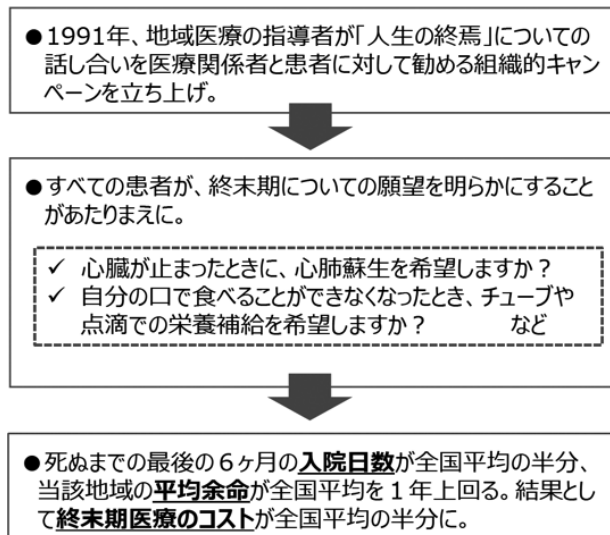 ●1991年、地域医療の指導者が「人生の終焉」についての
話し合いを医療関係者と患者に対して勧める組織的キャン
ペーンを立ち上げ。
●すべての患者が、終末期についての願望を明らかにすること
があたりまえに。
✓ 心臓が止まったときに、心肺蘇生を希望しますか？
✓ 自分の口で食べることができなくなったとき、チューブや
点滴での栄養補給を希望しますか？ など
●死ぬまでの最後の６ヶ月の入院日数が全国平均の半分、
当該地域の平均余命が全国平均を１年上回る。結果とし
て終末期医療のコストが全国平均の半分に。